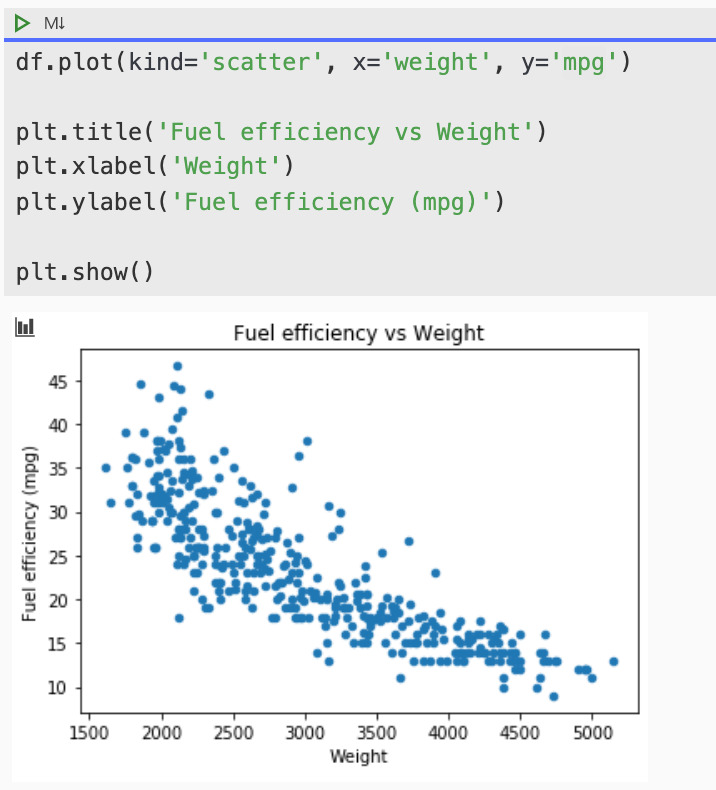 M↓
df.plot(kind='scatter', x='weight', y='mpg')
plt.title('Fuel efficiency vs Weight')
plt.xlabel('Weight')
plt.ylabel('Fuel efficiency (mpg)')
plt.show()
Fuel efficiency vs Weight
Fuel efficiency (mpg)
45
40
35
30
25
20
15
10
1500 2000 2500 3000 3500 4000 4500 5000
Weight